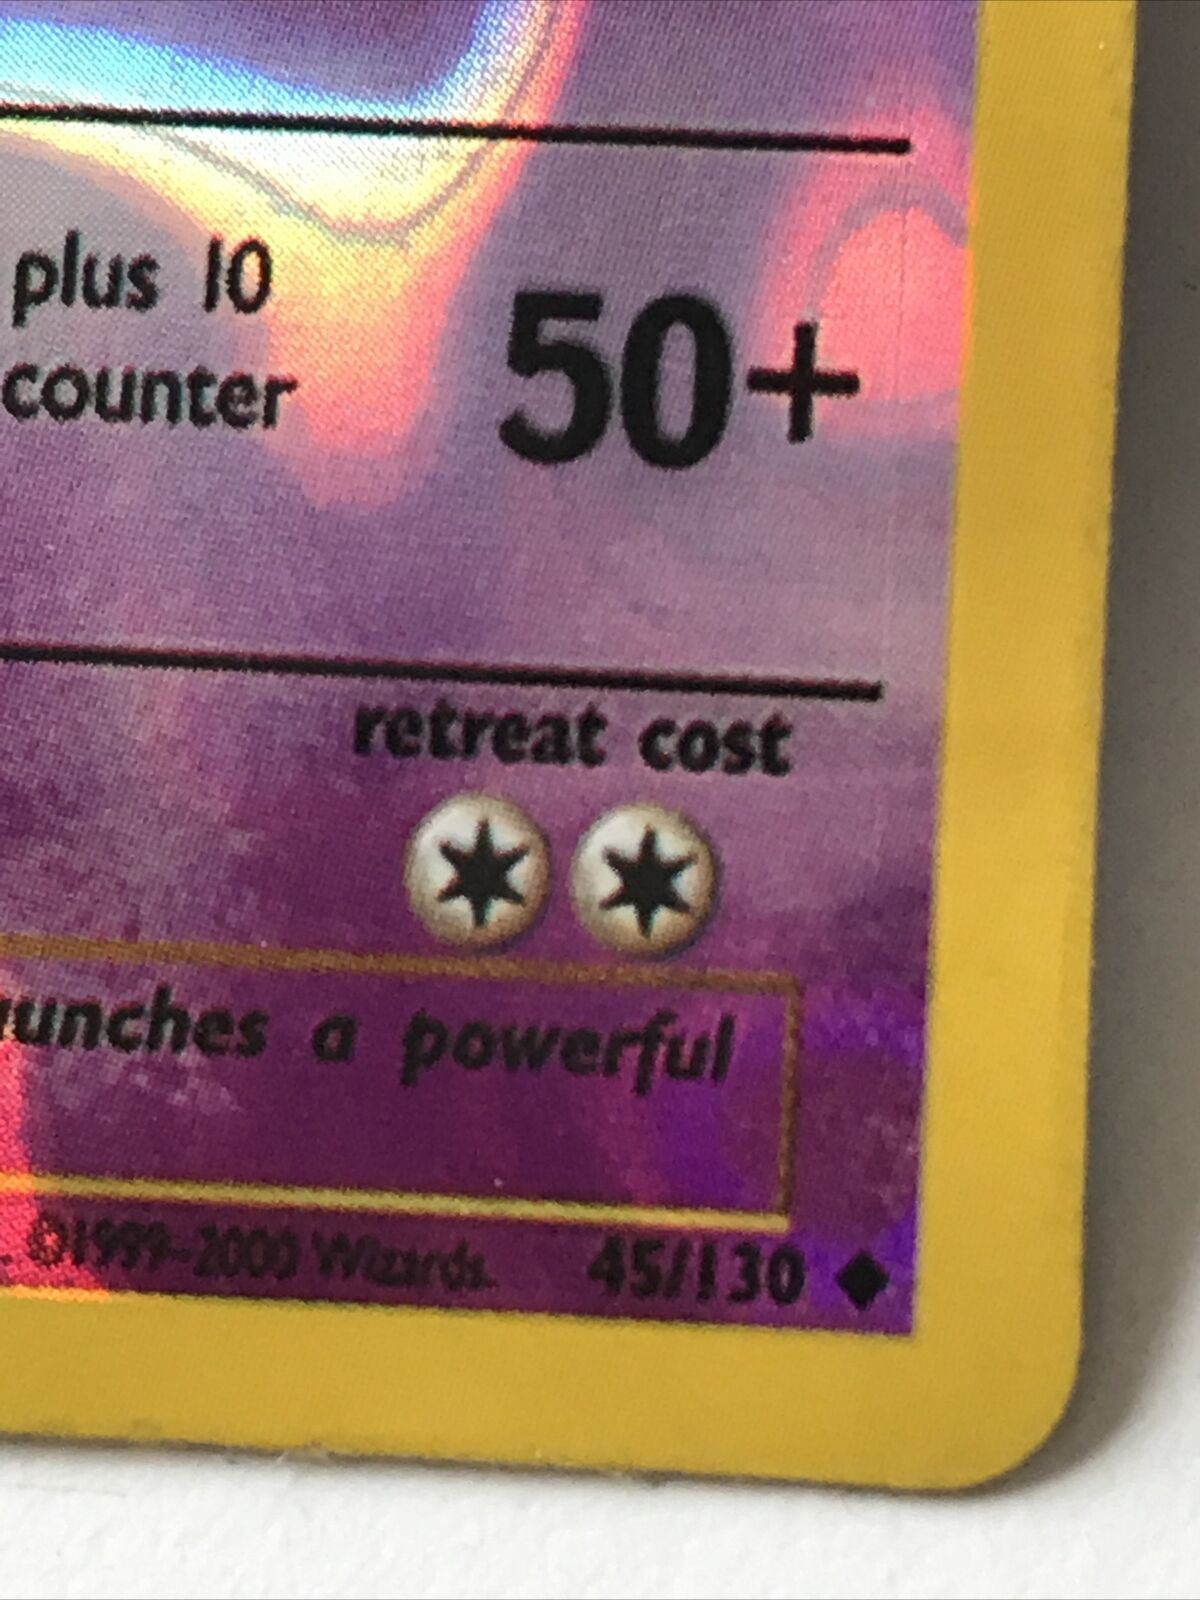 plus 10
counter
50+
retreat cost
unches a powerful
©1999-2000 Wizards. 45/130